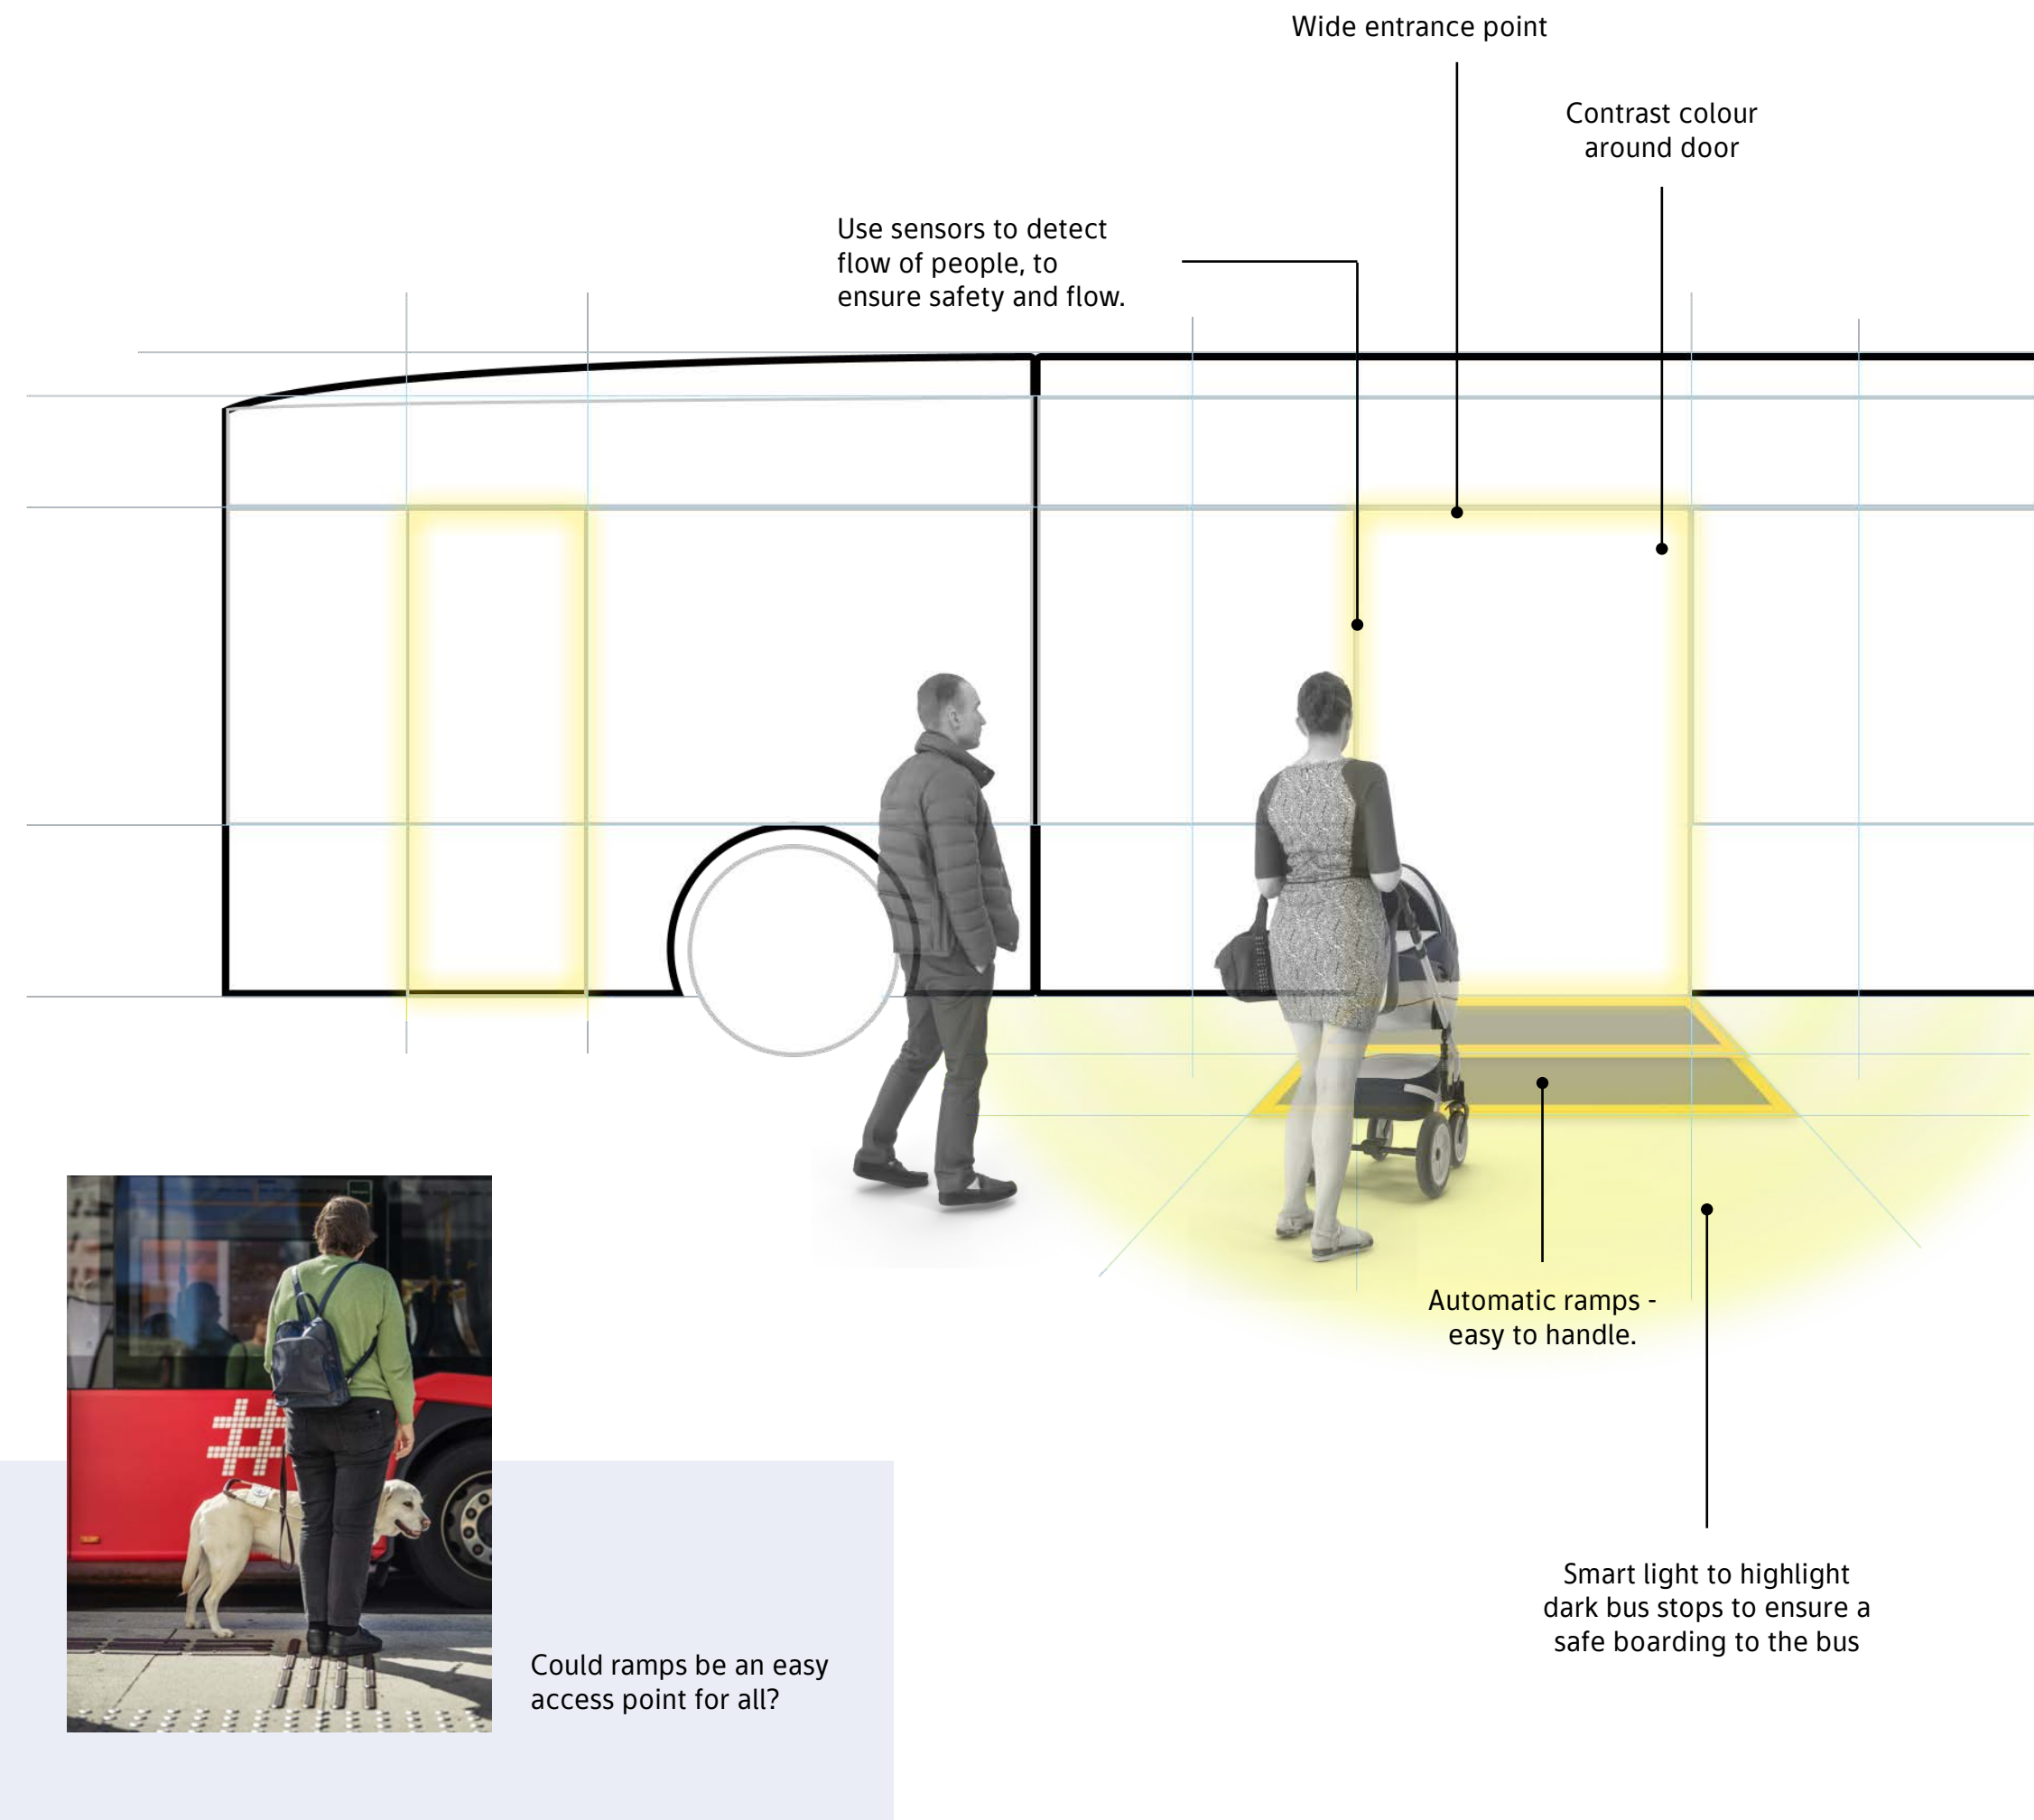 Wide entrance point
Contrast colour
around door
Use sensors to detect
flow of people, to
ensure safety and flow.
Automatic ramps -
easy to handle.
Smart light to highlight
dark bus stops to ensure a
safe boarding to the bus
Could ramps be an easy
access point for all?
#